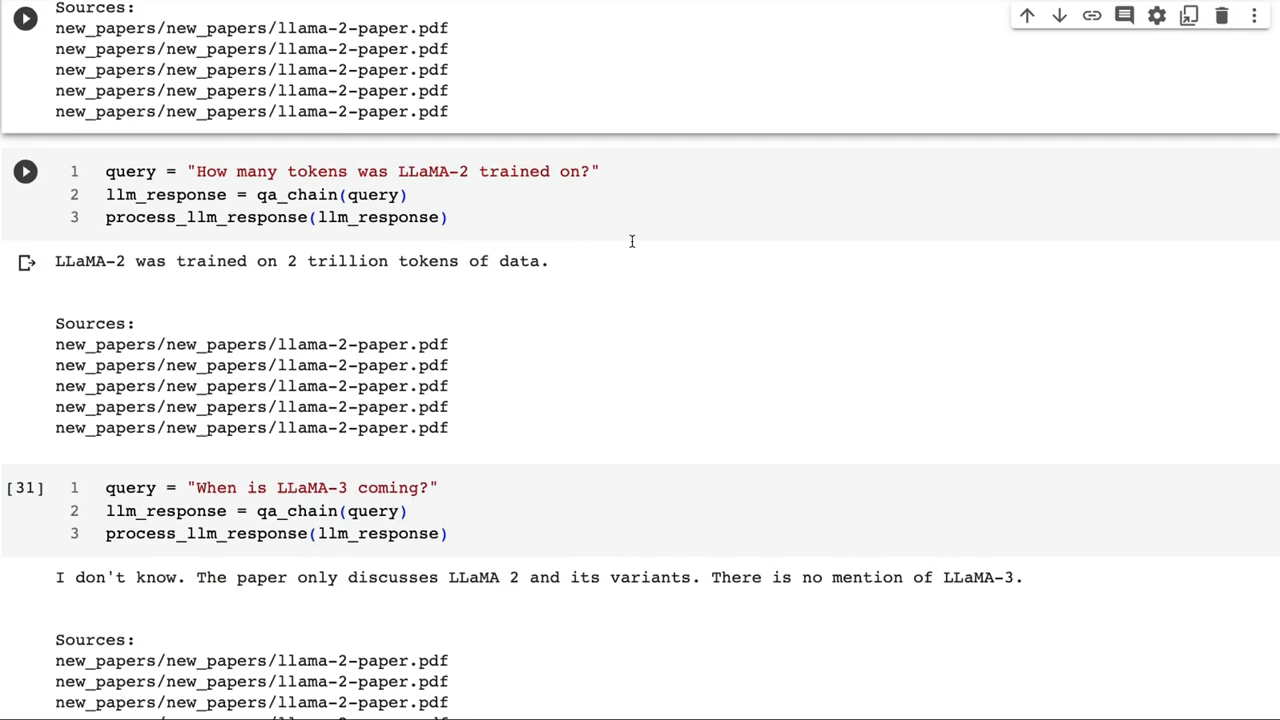 Sources:
new_papers/new_papers/llama-2-paper.pdf
new_papers/new_papers/llama-2-paper.pdf
new_papers/new_papers/llama-2-paper.pdf
new_papers/new_papers/llama-2-paper.pdf
new_papers/new_papers/llama-2-paper.pdf
1 query = "How many tokens was LLaMA-2 trained on?"
2 llm_response = qa_chain(query)
3 process_llm_response(llm_response)
LLaMA-2 was trained on 2 trillion tokens of data.
Sources:
new_papers/new_papers/llama-2-paper.pdf
new_papers/new_papers/llama-2-paper.pdf
new_papers/new_papers/llama-2-paper.pdf
new_papers/new_papers/llama-2-paper.pdf
new_papers/new_papers/llama-2-paper.pdf
[31] 1 query = "When is LLaMA-3 coming?"
2 llm_response = qa_chain(query)
3 process_llm_response(llm_response)
I don't know. The paper only discusses LLaMA 2 and its variants. There is no mention of LLaMA-3.
Sources:
new_papers/new_papers/llama-2-paper.pdf
new_papers/new_papers/llama-2-paper.pdf
new_papers/new_papers/llama-2-paper.pdf